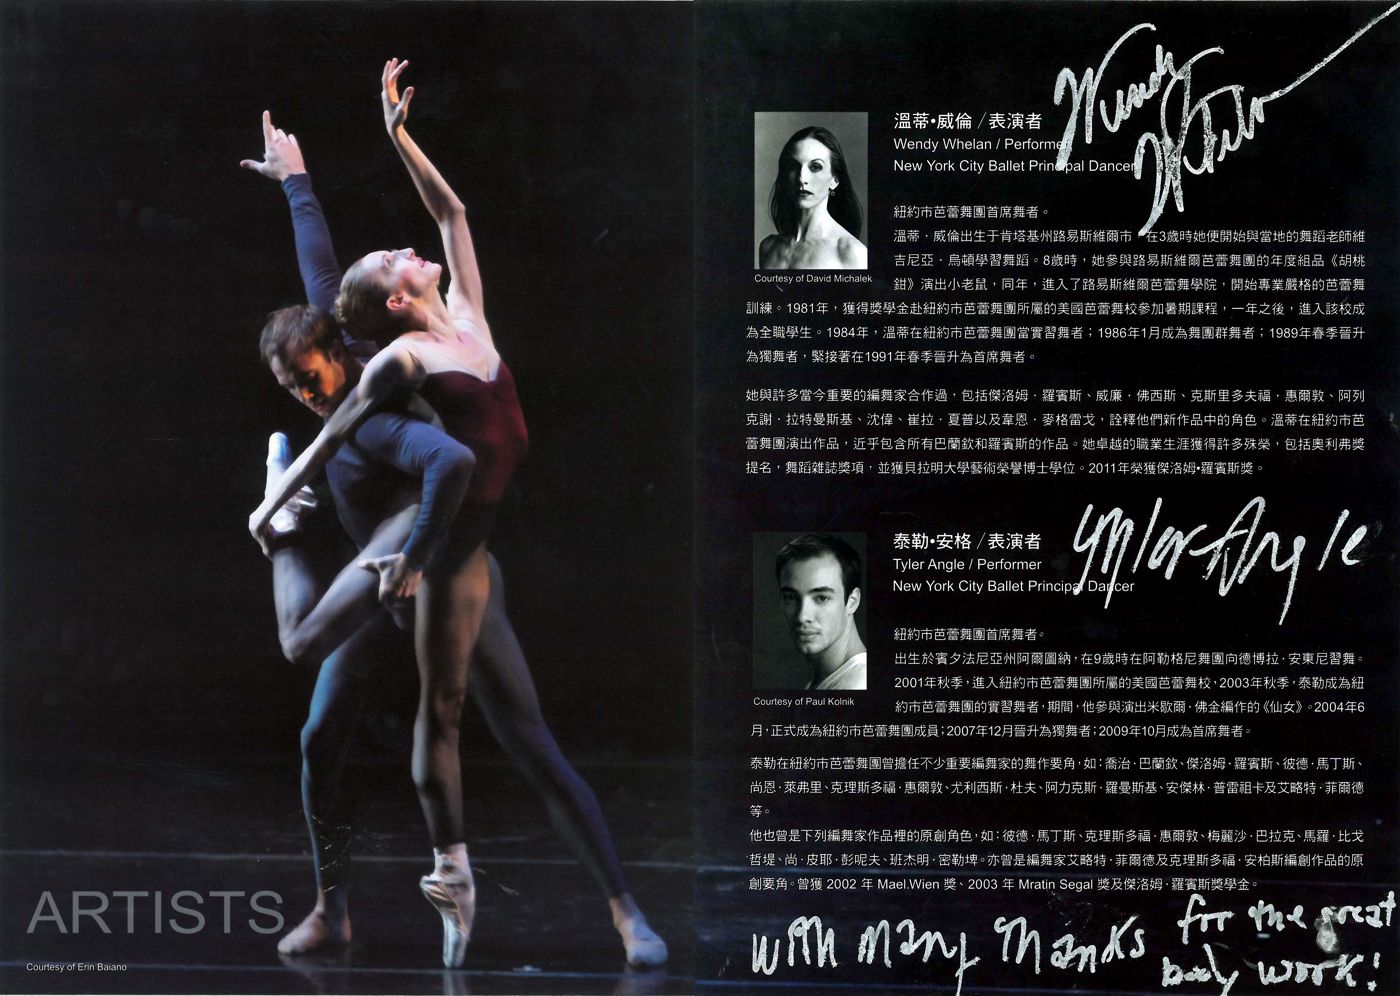 ARTISTS
Courtesy of Erin Baiano
Wendy
Whelan
溫蒂•威倫 / 表演者
Wendy Whelan / Performer
New York City Ballet Principal Dancer
Courtesy of David Michalek
紐約市芭蕾舞團首席舞者。
溫蒂．威倫出生于肯塔基州路易斯維爾市，在3歲時她便開始與當地的舞蹈老師維
吉尼亞．烏頓學習舞蹈。8歲時，她參與路易斯維爾芭蕾舞團的年度組品《胡桃
鉗》演出小老鼠，同年，進入了路易斯維爾芭蕾舞學院，開始專業嚴格的芭蕾舞
訓練。1981年，獲得獎學金赴紐約市芭蕾舞團所屬的美國芭蕾舞校參加暑期課程，一年之後，進入該校成
為全職學生。1984年，溫蒂在紐約市芭蕾舞團當實習舞者；1986年1月成為舞團群舞者；1989年春季晉升
為獨舞者，緊接著在1991年春季晉升為首席舞者。
她與許多當今重要的編舞家合作過，包括傑洛姆．羅賓斯、威廉．佛西斯、克斯里多夫福．惠爾敦、阿列
克謝．拉特曼斯基、沈偉、崔拉．夏普以及韋恩．麥格雷戈，詮釋他們新作品中的角色。溫蒂在紐約市芭
蕾舞團演出作品，近乎包含所有巴蘭欽和羅賓斯的作品。她卓越的職業生涯獲得許多殊榮，包括奧利弗獎
提名，舞蹈雜誌獎項，並獲貝拉明大學藝術榮譽博士學位。2011年榮獲傑洛姆•羅賓斯獎。
Tyler Angle
泰勒•安格 / 表演者
Tyler Angle / Performer
New York City Ballet Principal Dancer
Courtesy of Paul Kolnik
紐約市芭蕾舞團首席舞者。
出生於賓夕法尼亞州阿爾圖納，在9歲時在阿勒格尼舞團向德博拉·安東尼習舞。
2001年秋季，進入紐約市芭蕾舞團所屬的美國芭蕾舞校，2003年秋季，泰勒成為紐
約市芭蕾舞團的實習舞者，期間，他參與演出米歇爾·佛金編作的《仙女》。2004年6
月，正式成為紐約市芭蕾舞團成員；2007年12月晉升為獨舞者；2009年10月成為首席舞者。
泰勒在紐約市芭蕾舞團曾擔任不少重要編舞家的舞作要角，如：喬治·巴蘭欽、傑洛姆·羅賓斯、彼德·馬丁斯、
尚恩·萊弗里、克理斯多福·惠爾敦、尤利西斯·杜夫、阿力克斯·羅曼斯基、安傑林·普雷祖卡及艾略特·菲爾德
等。
他也曾是下列編舞家作品裡的原創角色，如：彼德·馬丁斯、克理斯多福·惠爾敦、梅麗沙·巴拉克、馬羅·比戈
哲堤、尚·皮耶·彭呢夫、班杰明·密勒埤。亦曾是編舞家艾略特·菲爾德及克理斯多福·安柏斯編創作品的原
創要角。曾獲 2002 年 Mael.Wien 獎、2003 年 Mratin Segal 獎及傑洛姆·羅賓斯獎學金。
With many thanks for the great
body work!